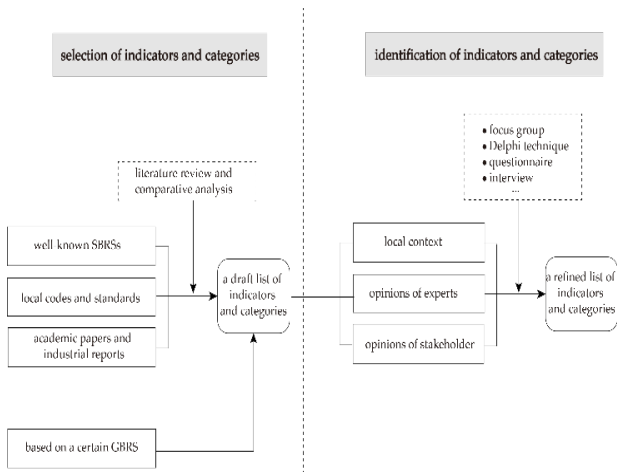 selection of indicators and categories
identification of indicators and categories
• focus group
• Delphi technique
• questionnaire
• interview
...
literature review and
comparative analysis
well-known SBRSs
local codes and standards
academic papers and
industrial reports
based on a certain GBRS
a draft list of
indicators
and categories
local context
opinions of experts
opinions of stakeholder
a refined list of
indicators
and categories